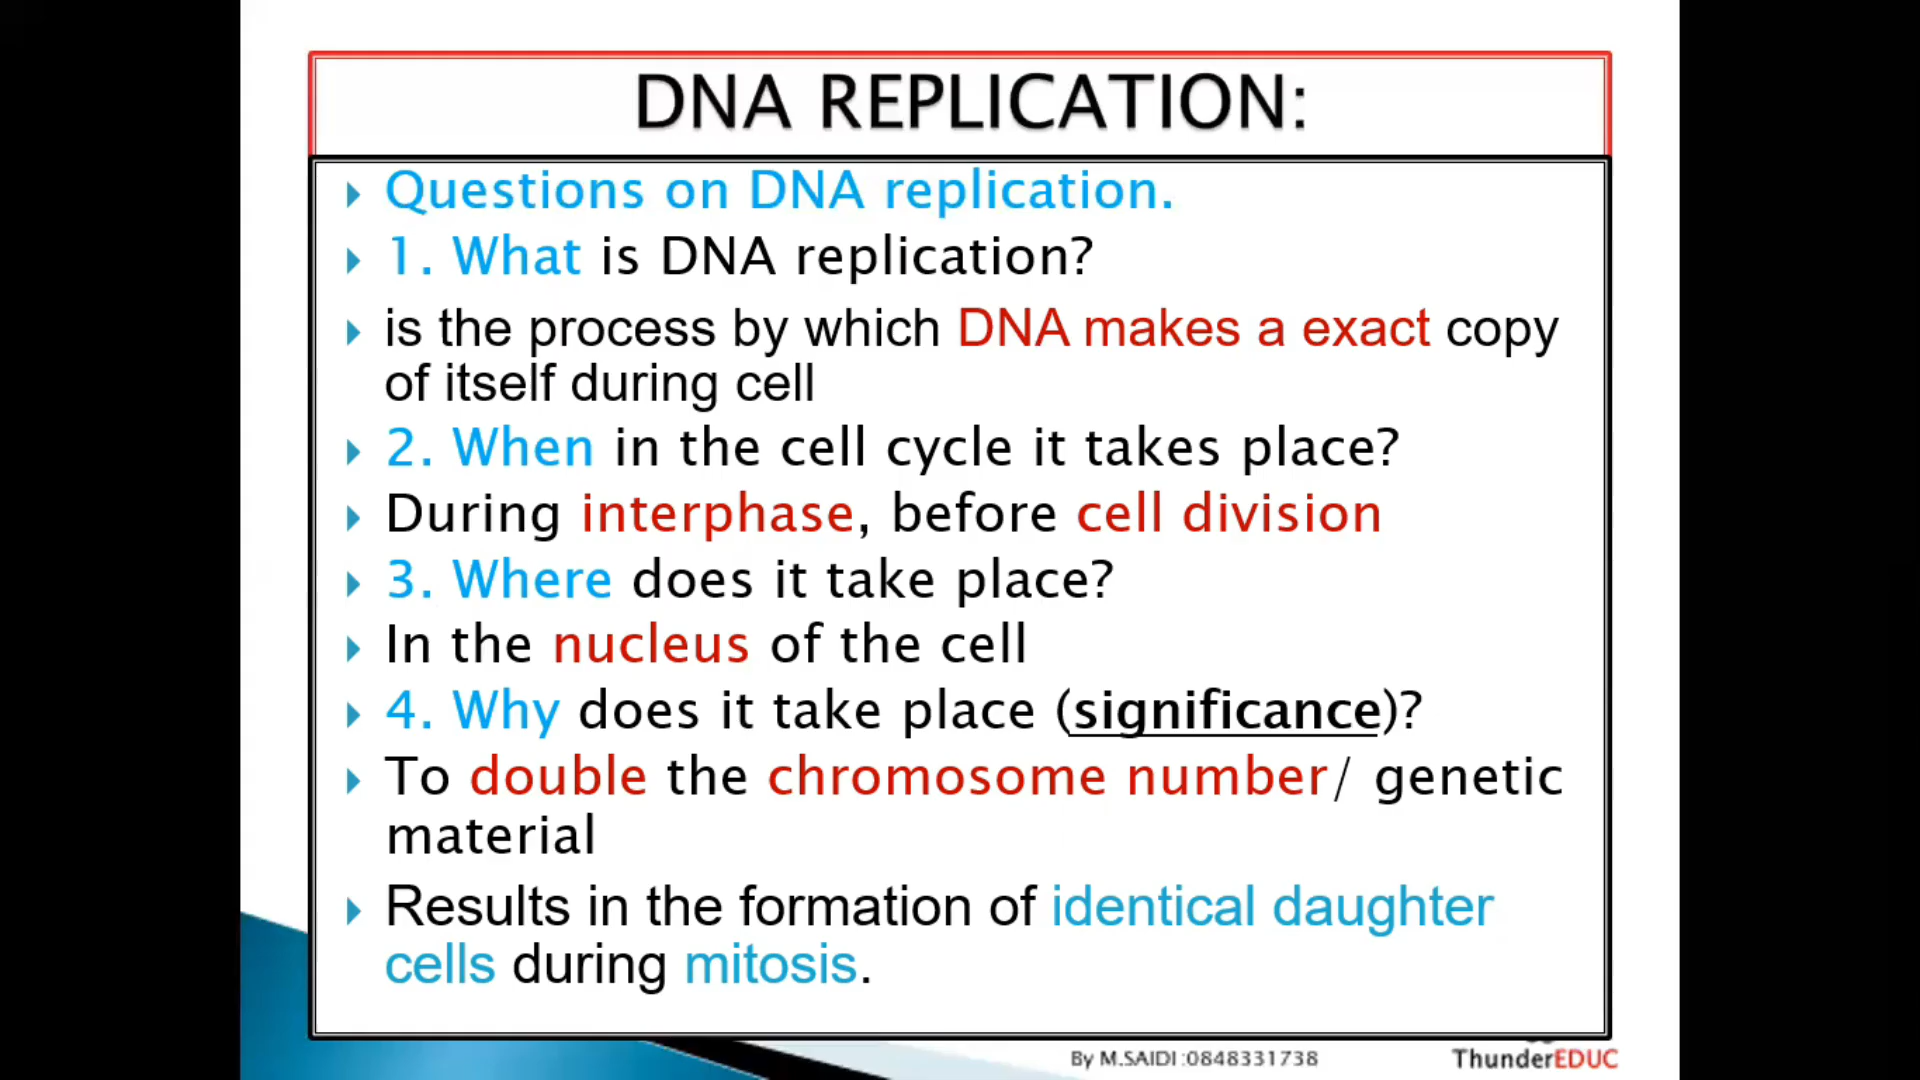 DNA REPLICATION:
Questions on DNA replication.
1. What is DNA replication?
is the process by which DNA makes a exact copy
of itself during cell
2. When in the cell cycle it takes place?
During interphase, before cell division
3. Where does it take place?
In the nucleus of the cell
4. Why does it take place (significance)?
To double the chromosome number/ genetic
material
Results in the formation of identical daughter
cells during mitosis.
By M.SAIDI :0848331738
ThunderEDUC